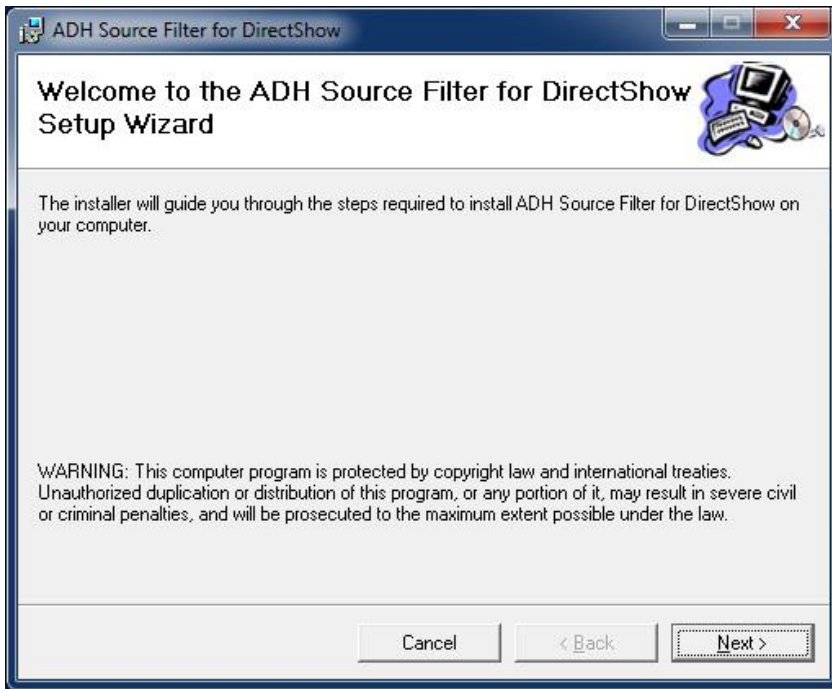 ADH Source Filter for DirectShow
Welcome to the ADH Source Filter for DirectShow
Setup Wizard
The installer will guide you through the steps required to install ADH Source Filter for DirectShow on
your computer.
WARNING: This computer program is protected by copyright law and international treaties.
Unauthorized duplication or distribution of this program, or any portion of it, may result in severe civil
or criminal penalties, and will be prosecuted to the maximum extent possible under the law.
Cancel
< Back
Next >